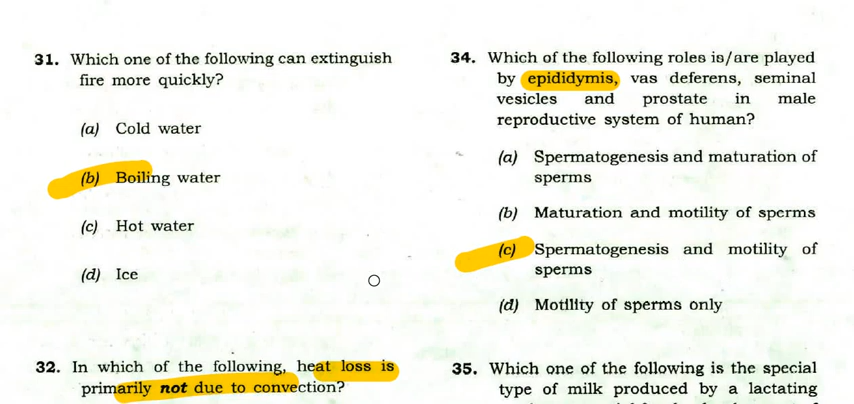 31. Which one of the following can extinguish
fire more quickly?
(a) Cold water
(b) Boiling water
(c) Hot water
(d) Ice
32. In which of the following, heat loss is
primarily not due to convection?
34. Which of the following roles is/are played
by epididymis, vas deferens, seminal
vesicles and prostate in male
reproductive system of human?
(a) Spermatogenesis and maturation of
sperms
(b) Maturation and motility of sperms
(c) Spermatogenesis and motility of
sperms
(d) Motility of sperms only
35. Which one of the following is the special
type of milk produced by a lactating